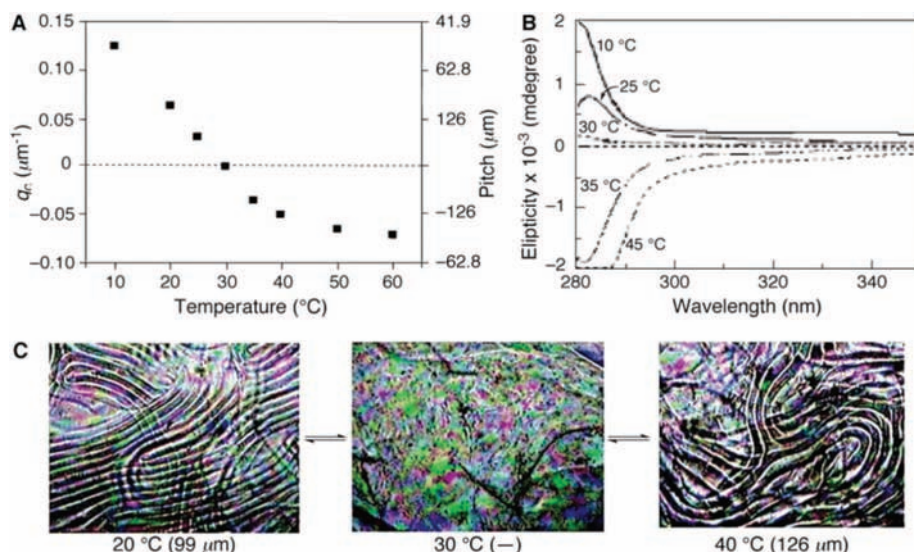 A
0.15
0.10
0.05
0
−0.05
−0.10
qc (μm-1)
41.9
62.8
126
−126
−62.8
Pitch (μm)
10
20
30
40
50
60
Temperature (°C)
B
2
1
0
−1
−2
Elipticity x 10-3 (mdegree)
10 °C
25 °C
30 °C
35 °C
45 °C
280
300
320
340
Wavelength (nm)
C
20 °C (99 μm)
30 °C (—)
40 °C (126 μm)